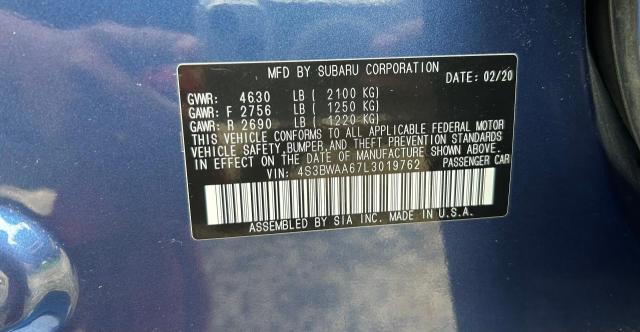 MFD BY SUBARU CORPORATION
DATE: 02/20
GVWR: 4630 LB ( 2100 KG)
GAWR: F 2756 LB ( 1250 KG)
GAWR: R 2690 LB ( 1220 KG)
THIS VEHICLE CONFORMS TO ALL APPLICABLE FEDERAL MOTOR
VEHICLE SAFETY, BUMPER, AND THEFT PREVENTION STANDARDS
IN EFFECT ON THE DATE OF MANUFACTURE SHOWN ABOVE.
VIN: 4S3BWAA67L3019762 PASSENGER CAR
ASSEMBLED BY SIA INC. MADE IN U.S.A.